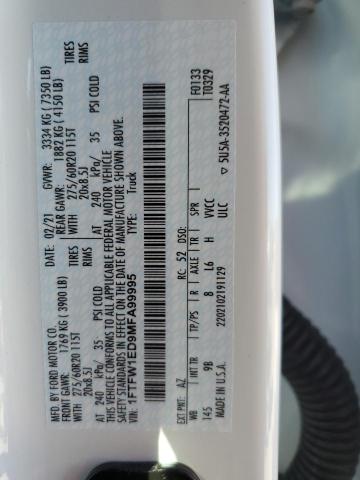 MFD. BY FORD MOTOR CO.
DATE: 02/21 GVWR: 3334 KG ( 7350 LB)
FRONT GAWR: 1769 KG ( 3900 LB) REAR GAWR: 1882 KG ( 4150 LB)
WITH 275/60R20 115T TIRES WITH 275/60R20 115T TIRES
20x8.5J RIMS 20x8.5J RIMS
AT 240 kPa/ 35 PSI COLD AT 240 kPa/ 35 PSI COLD
THIS VEHICLE CONFORMS TO ALL APPLICABLE FEDERAL MOTOR VEHICLE
SAFETY STANDARDS IN EFFECT ON THE DATE OF MANUFACTURE SHOWN ABOVE.
VIN: 1FTFW1ED9MFA99995 TYPE: Truck
EXT PNT: AZ RC: 52 DSO: F0133
T0329
WB TP/PS R AXLE TR SPR
145 9B 8 L6 H VVCC
ULC
MADE IN U.S.A. 2202102191129 5U5A-3520472-AA